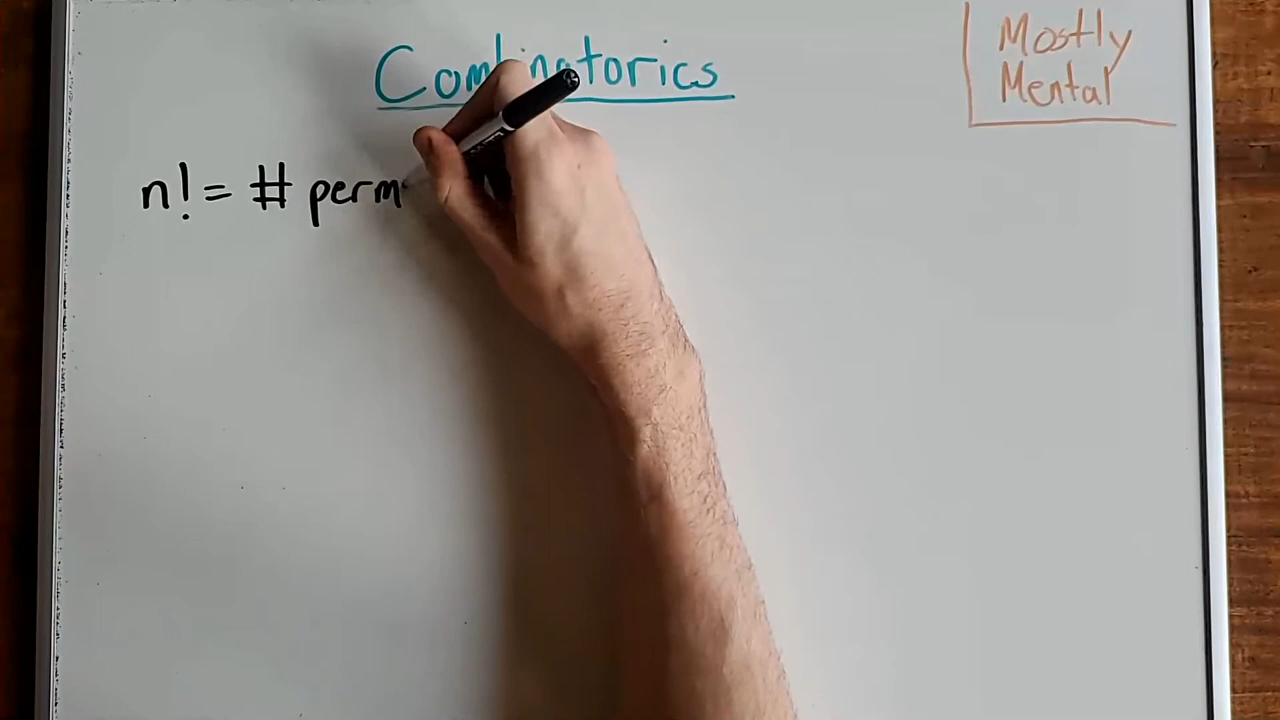 Combinatorics
Mostly
Mental
n! = # perm